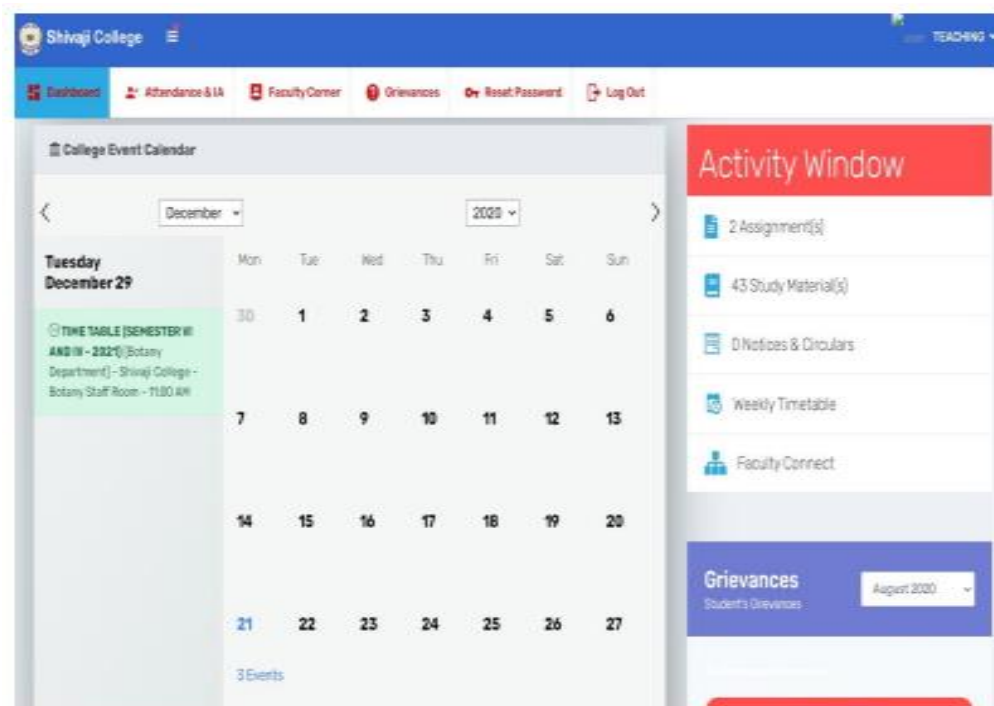 Shivaji College
TEACHING
Dashboard
Attendance & IA
Faculty Corner
Grievances
Reset Password
Log Out
College Event Calendar
December
2020
Tuesday
December 29
TIME TABLE (SEMESTER VI
AND IV - 2021) (Botany
Department) - Shivaji College -
Botany Staff Room - 11:00 AM
Mon Tue Wed Thu Fri Sat Sun
30 1 2 3 4 5 6
7 8 9 10 11 12 13
14 15 16 17 18 19 20
21 22 23 24 25 26 27
3 Events
Activity Window
2 Assignment(s)
43 Study Material(s)
0 Notices & Circulars
Weekly Timetable
Faculty Connect
Grievances
Student's Grievances
August 2020